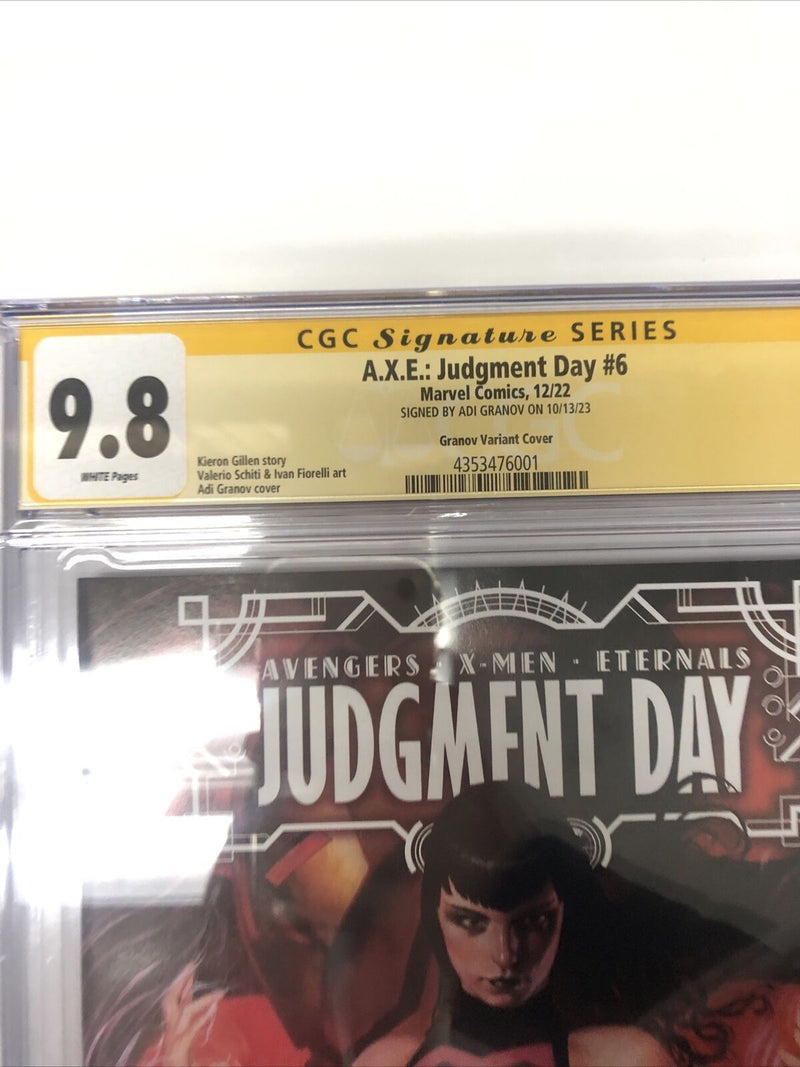 CGC Signature SERIES
A.X.E.: Judgment Day #6
Marvel Comics, 12/22
SIGNED BY ADI GRANOV ON 10/13/23
Granov Variant Cover
9.8
WHITE Pages
Kieron Gillen story
Valerio Schiti & Ivan Fiorelli art
Adi Granov cover
4353476001
CGC
AVENGERS · X-MEN · ETERNALS
JUDGMENT DAY